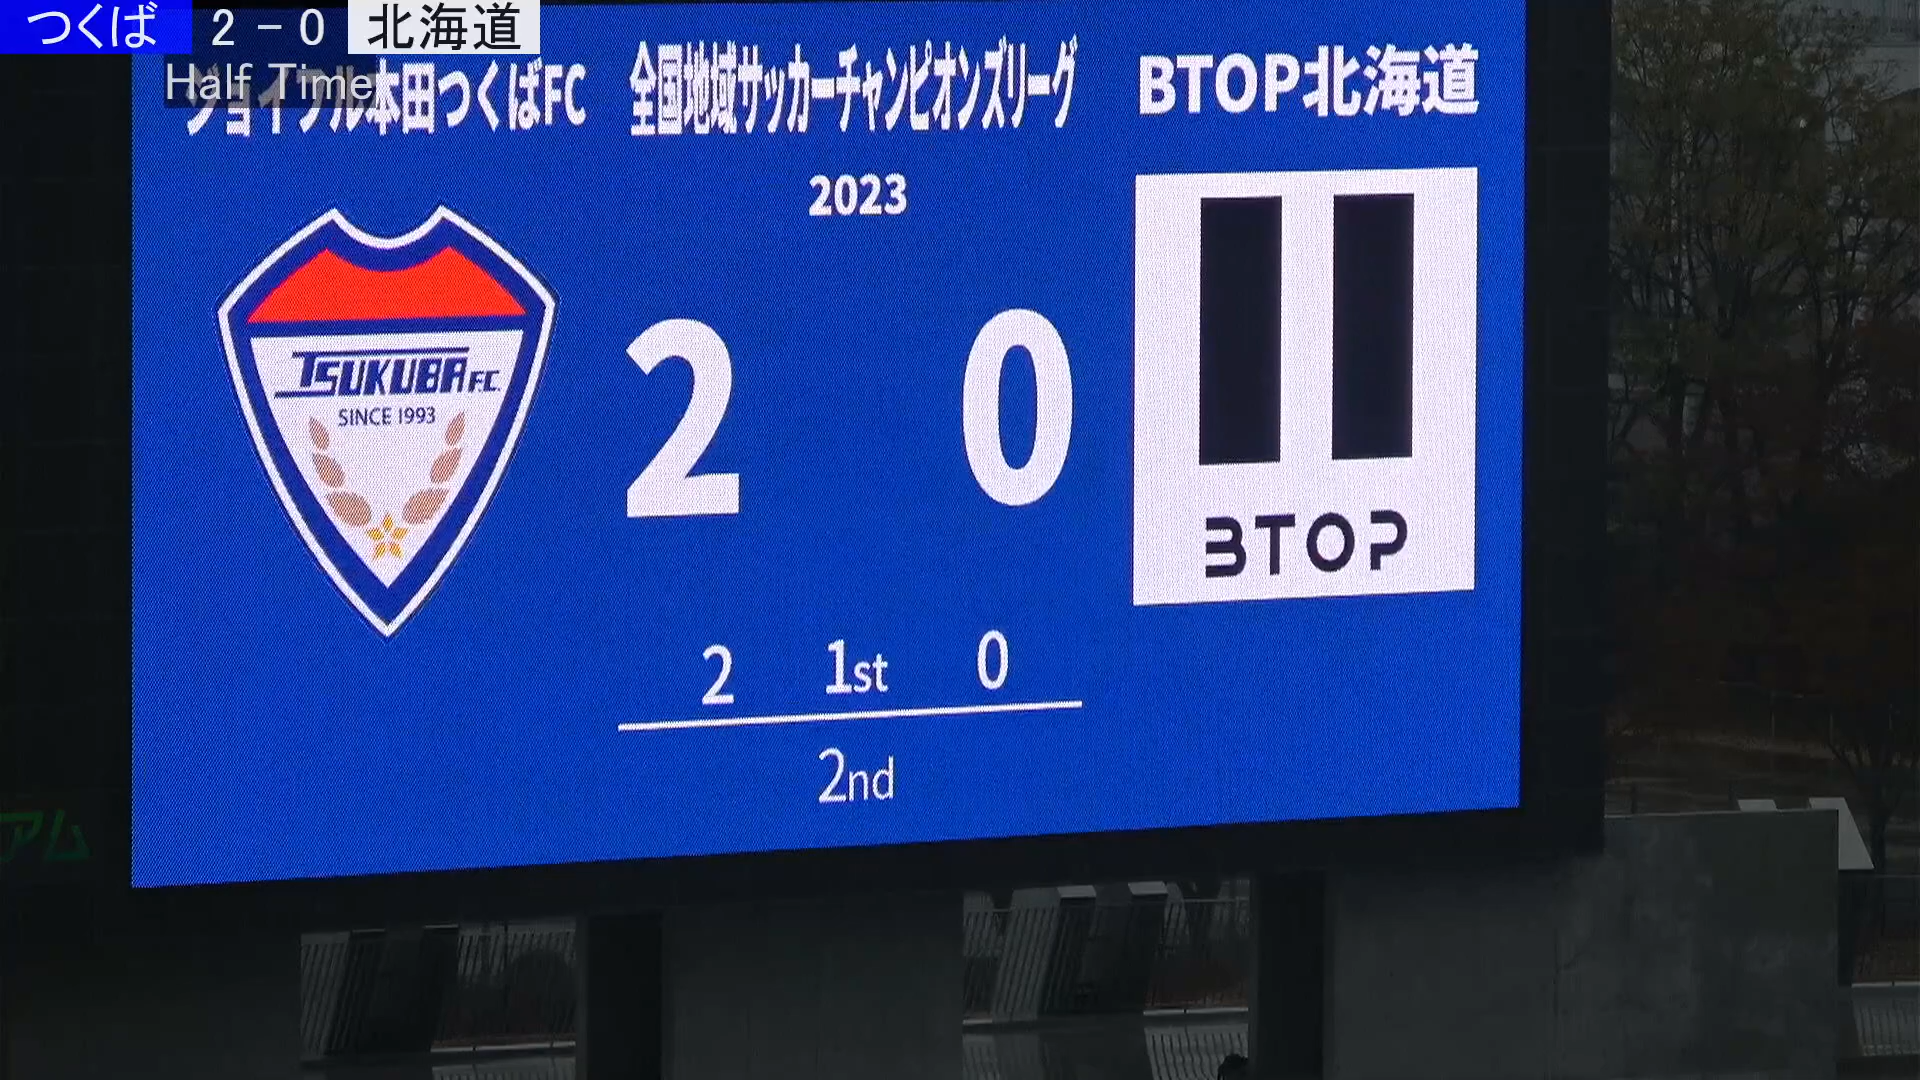 つくば 2-0 北海道
Half Time
ジョイフル本田つくばFC 全国地域サッカーチャンピオンズリーグ BTOP北海道
2023
TSUKUBA F.C.
SINCE 1993
2 0
BTOP
2 1st 0
2nd
アム